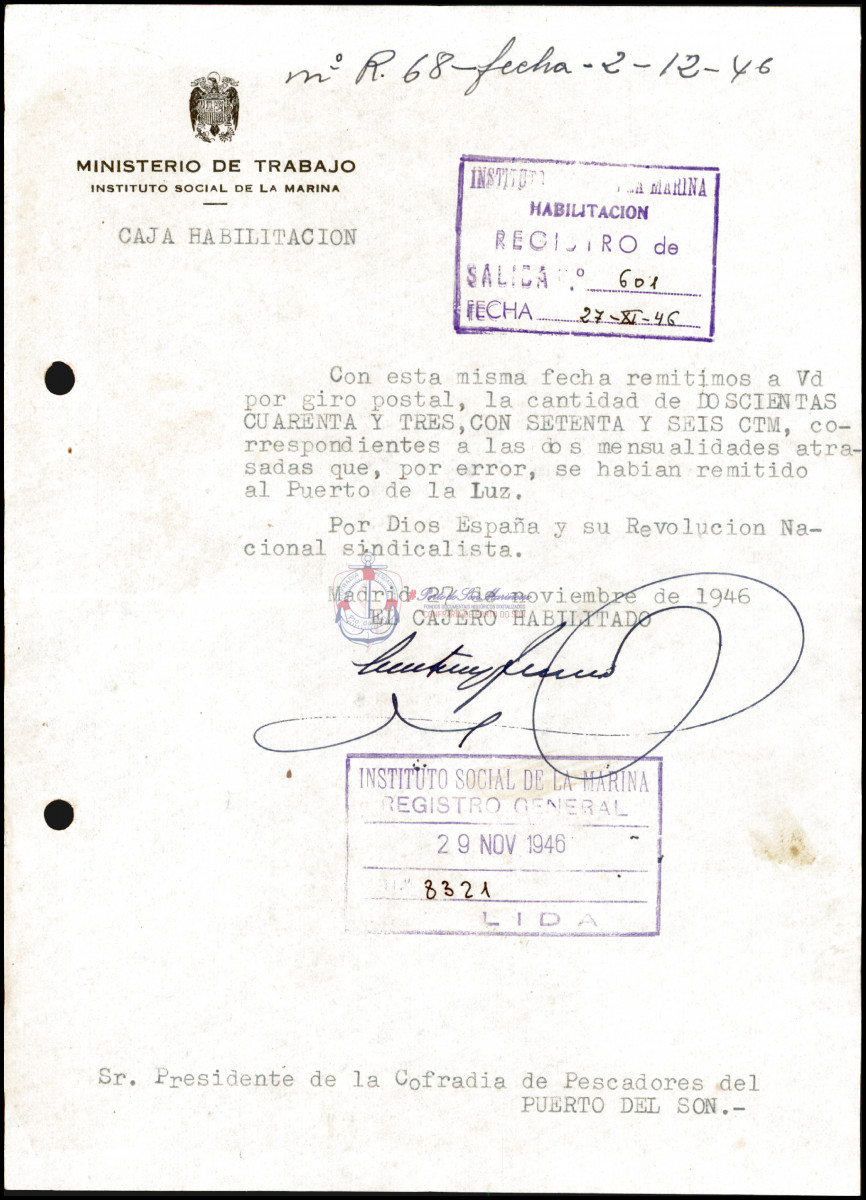 nº R. 68-fecha-2-12-46
MINISTERIO DE TRABAJO
INSTITUTO SOCIAL DE LA MARINA
CAJA HABILITACION
INSTITUTO LA MARINA
HABILITACION
REGISTRO de
SALIDA º 601
FECHA 27-XI-46
Con esta misma fecha remitimos a Vd
por giro postal, la cantidad de DOSCIENTAS
CUARENTA Y TRES,CON SETENTA Y SEIS CTM, co-
rrespondientes a las dos mensualidades atra-
sadas que, por error, se habian remitido
al Puerto de la Luz.
Por Dios España y su Revolucion Na-
cional sindicalista.
Madrid 27 de noviembre de 1946
EL CAJERO HABILITADO
INSTITUTO SOCIAL DE LA MARINA
REGISTRO GENERAL
29 NOV 1946
Nº 8321
LIDA
Sr. Presidente de la Cofradia de Pescadores del
PUERTO DEL SON.-